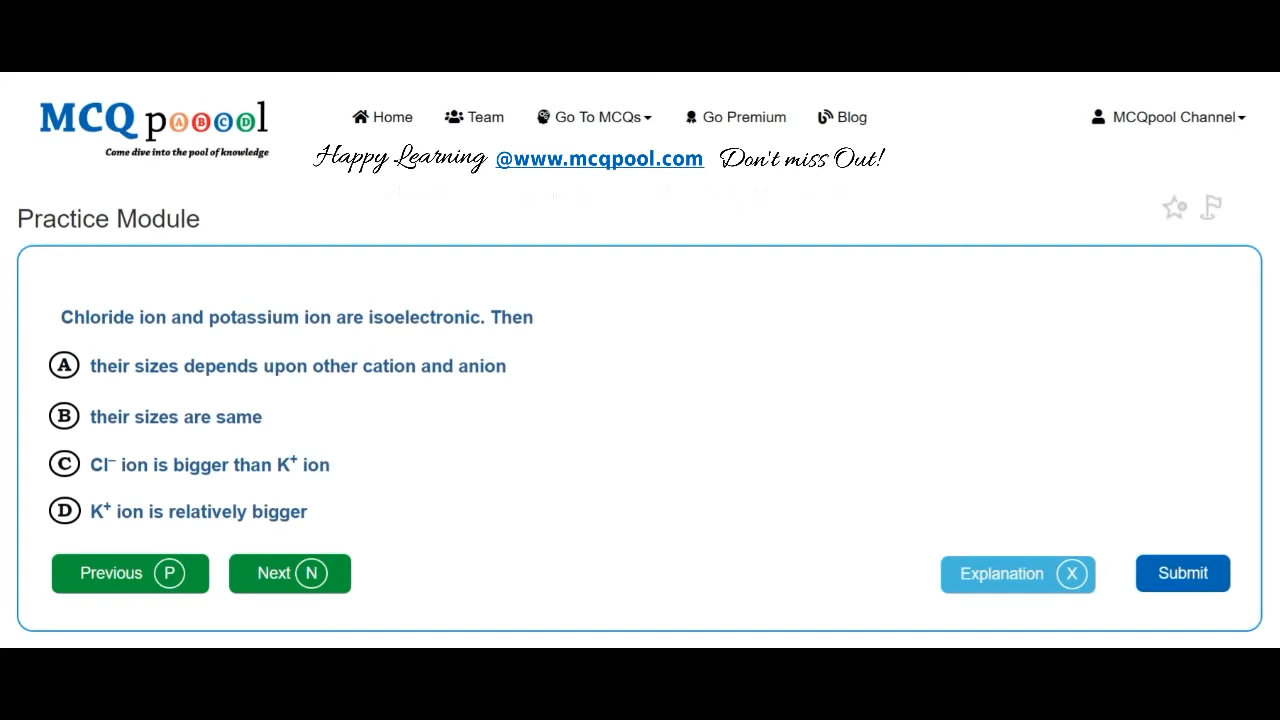 MCQ pABCDl
Come dive into the pool of knowledge
Home Team Go To MCQs Go Premium Blog MCQpool Channel
Happy Learning @www.mcqpool.com Don't miss Out!
Practice Module
Chloride ion and potassium ion are isoelectronic. Then
A their sizes depends upon other cation and anion
B their sizes are same
C Cl⁻ ion is bigger than K⁺ ion
D K⁺ ion is relatively bigger
Previous P Next N Explanation X Submit